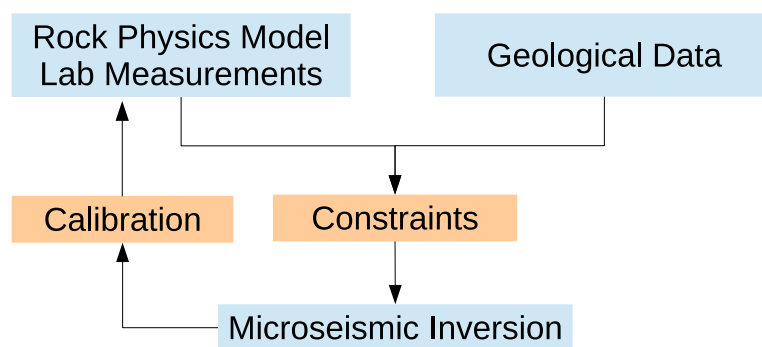 Rock Physics Model
Lab Measurements
Geological Data
Calibration
Constraints
Microseismic Inversion